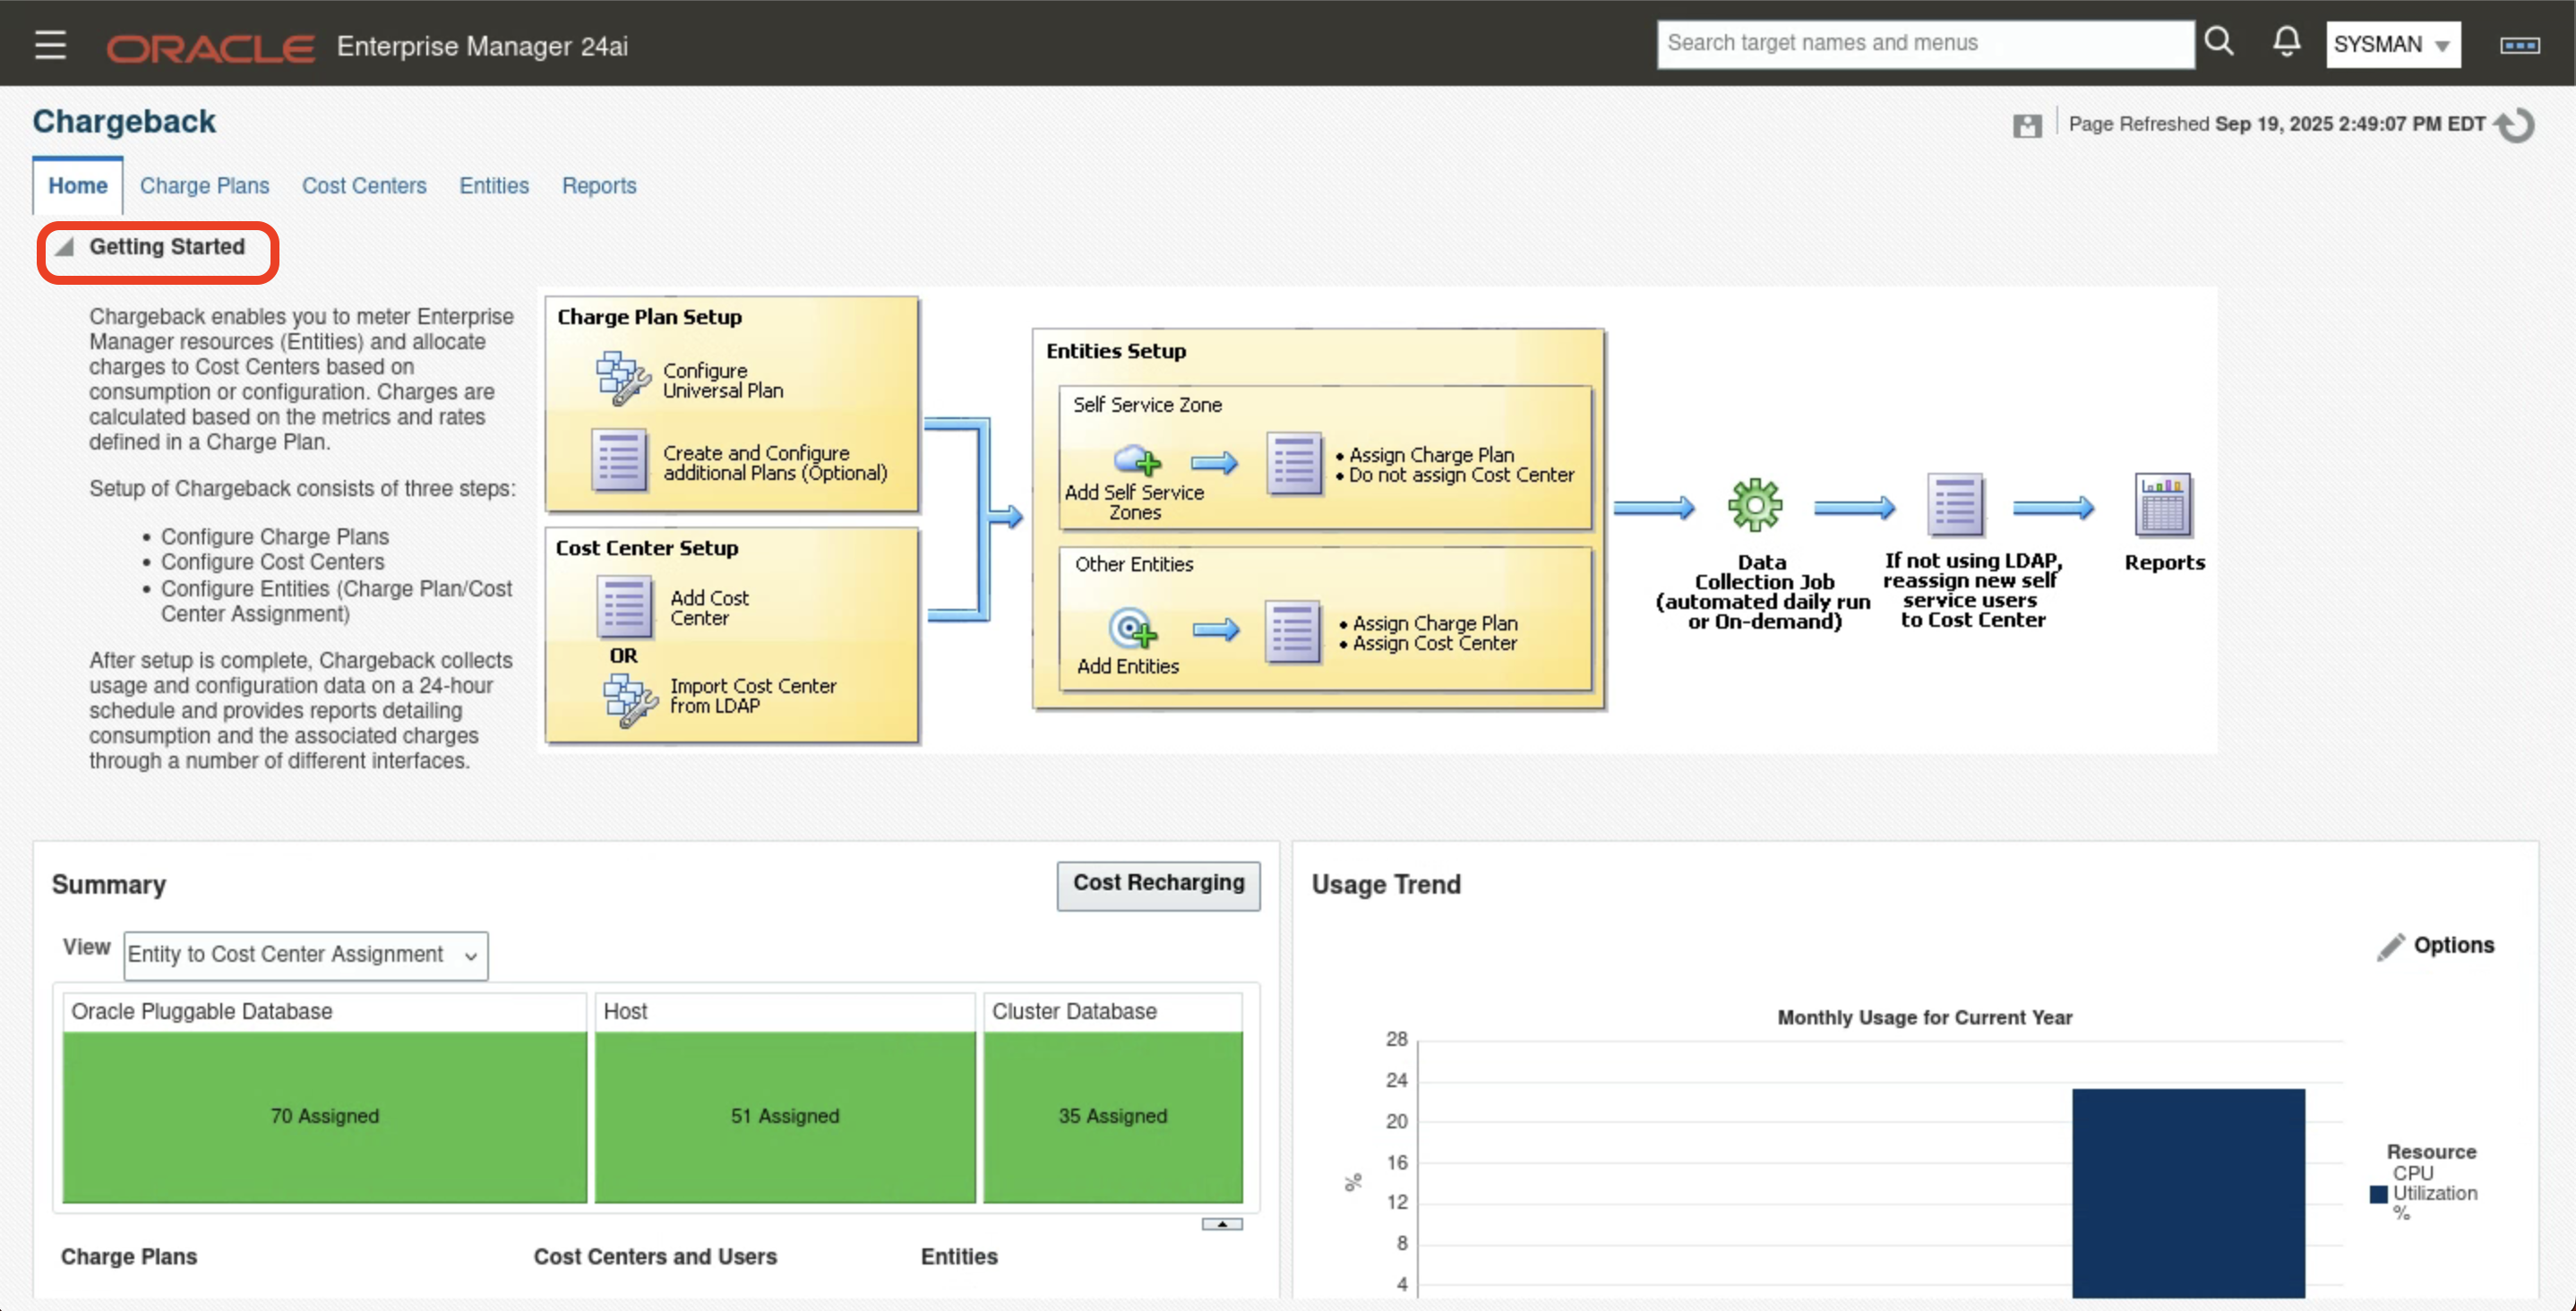 ORACLE Enterprise Manager 24ai
Search target names and menus
SYSMAN
Chargeback
Page Refreshed Sep 19, 2025 2:49:07 PM EDT
Home
Charge Plans
Cost Centers
Entities
Reports
Getting Started
Chargeback enables you to meter Enterprise
Manager resources (Entities) and allocate
charges to Cost Centers based on
consumption or configuration. Charges are
calculated based on the metrics and rates
defined in a Charge Plan.
Setup of Chargeback consists of three steps:
• Configure Charge Plans
• Configure Cost Centers
• Configure Entities (Charge Plan/Cost
Center Assignment)
After setup is complete, Chargeback collects
usage and configuration data on a 24-hour
schedule and provides reports detailing
consumption and the associated charges
through a number of different interfaces.
Charge Plan Setup
Configure
Universal Plan
Create and Configure
additional Plans (Optional)
Cost Center Setup
Add Cost
Center
OR
Import Cost Center
from LDAP
Entities Setup
Self Service Zone
Add Self Service
Zones
• Assign Charge Plan
• Do not assign Cost Center
Other Entities
Add Entities
• Assign Charge Plan
• Assign Cost Center
Data
Collection Job
(automated daily run
or On-demand)
If not using LDAP,
reassign new self
service users
to Cost Center
Reports
Summary
Cost Recharging
View
Entity to Cost Center Assignment
Oracle Pluggable Database
70 Assigned
Host
51 Assigned
Cluster Database
35 Assigned
Charge Plans
Cost Centers and Users
Entities
Usage Trend
Options
Monthly Usage for Current Year
28
24
20
16
12
8
4
%
Resource
CPU
Utilization
%